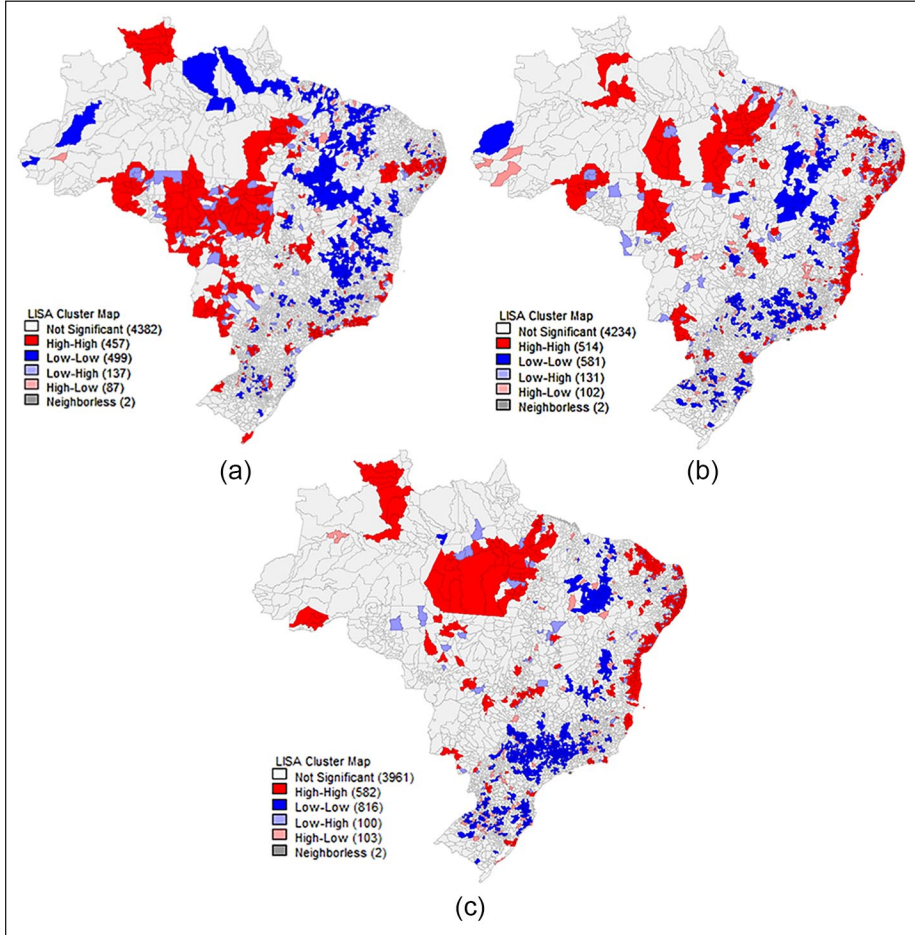 LISA Cluster Map
Not Significant (4382)
High-High (457)
Low-Low (499)
Low-High (137)
High-Low (87)
Neighborless (2)
(a)
LISA Cluster Map
Not Significant (4234)
High-High (514)
Low-Low (581)
Low-High (131)
High-Low (102)
Neighborless (2)
(b)
LISA Cluster Map
Not Significant (3961)
High-High (582)
Low-Low (816)
Low-High (100)
High-Low (103)
Neighborless (2)
(c)